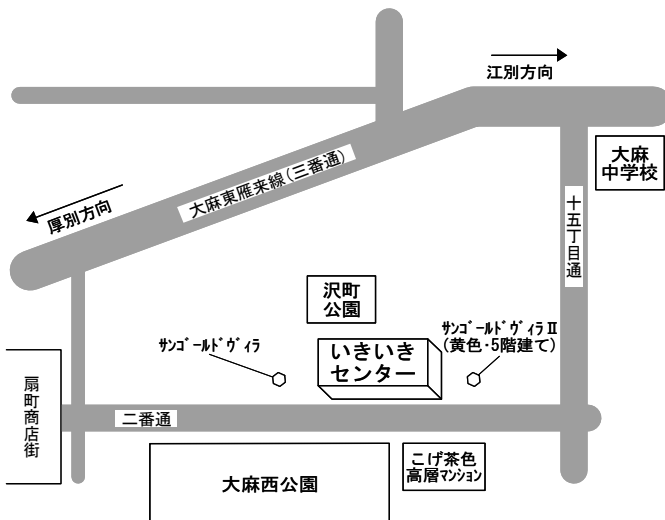 江別方向
大麻
中学校
大麻東雁来線(三番通)
厚別方向
十五丁目通
沢町
公園
サンゴールドヴィラ
いきいき
センター
サンゴールドヴィラⅡ
(黄色・5階建て)
扇町商店街
二番通
大麻西公園
こげ茶色
高層マンション